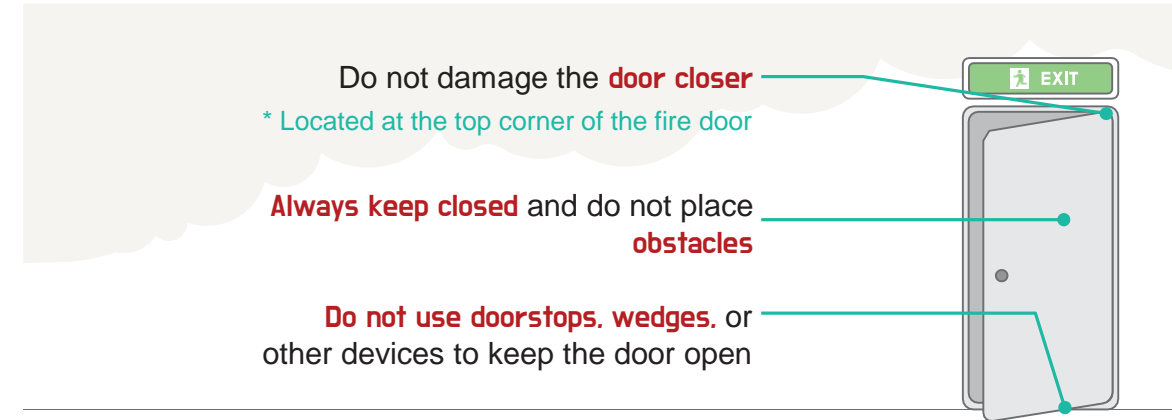 Do not damage the door closer
* Located at the top corner of the fire door
Always keep closed and do not place
obstacles
Do not use doorstops, wedges, or
other devices to keep the door open
EXIT